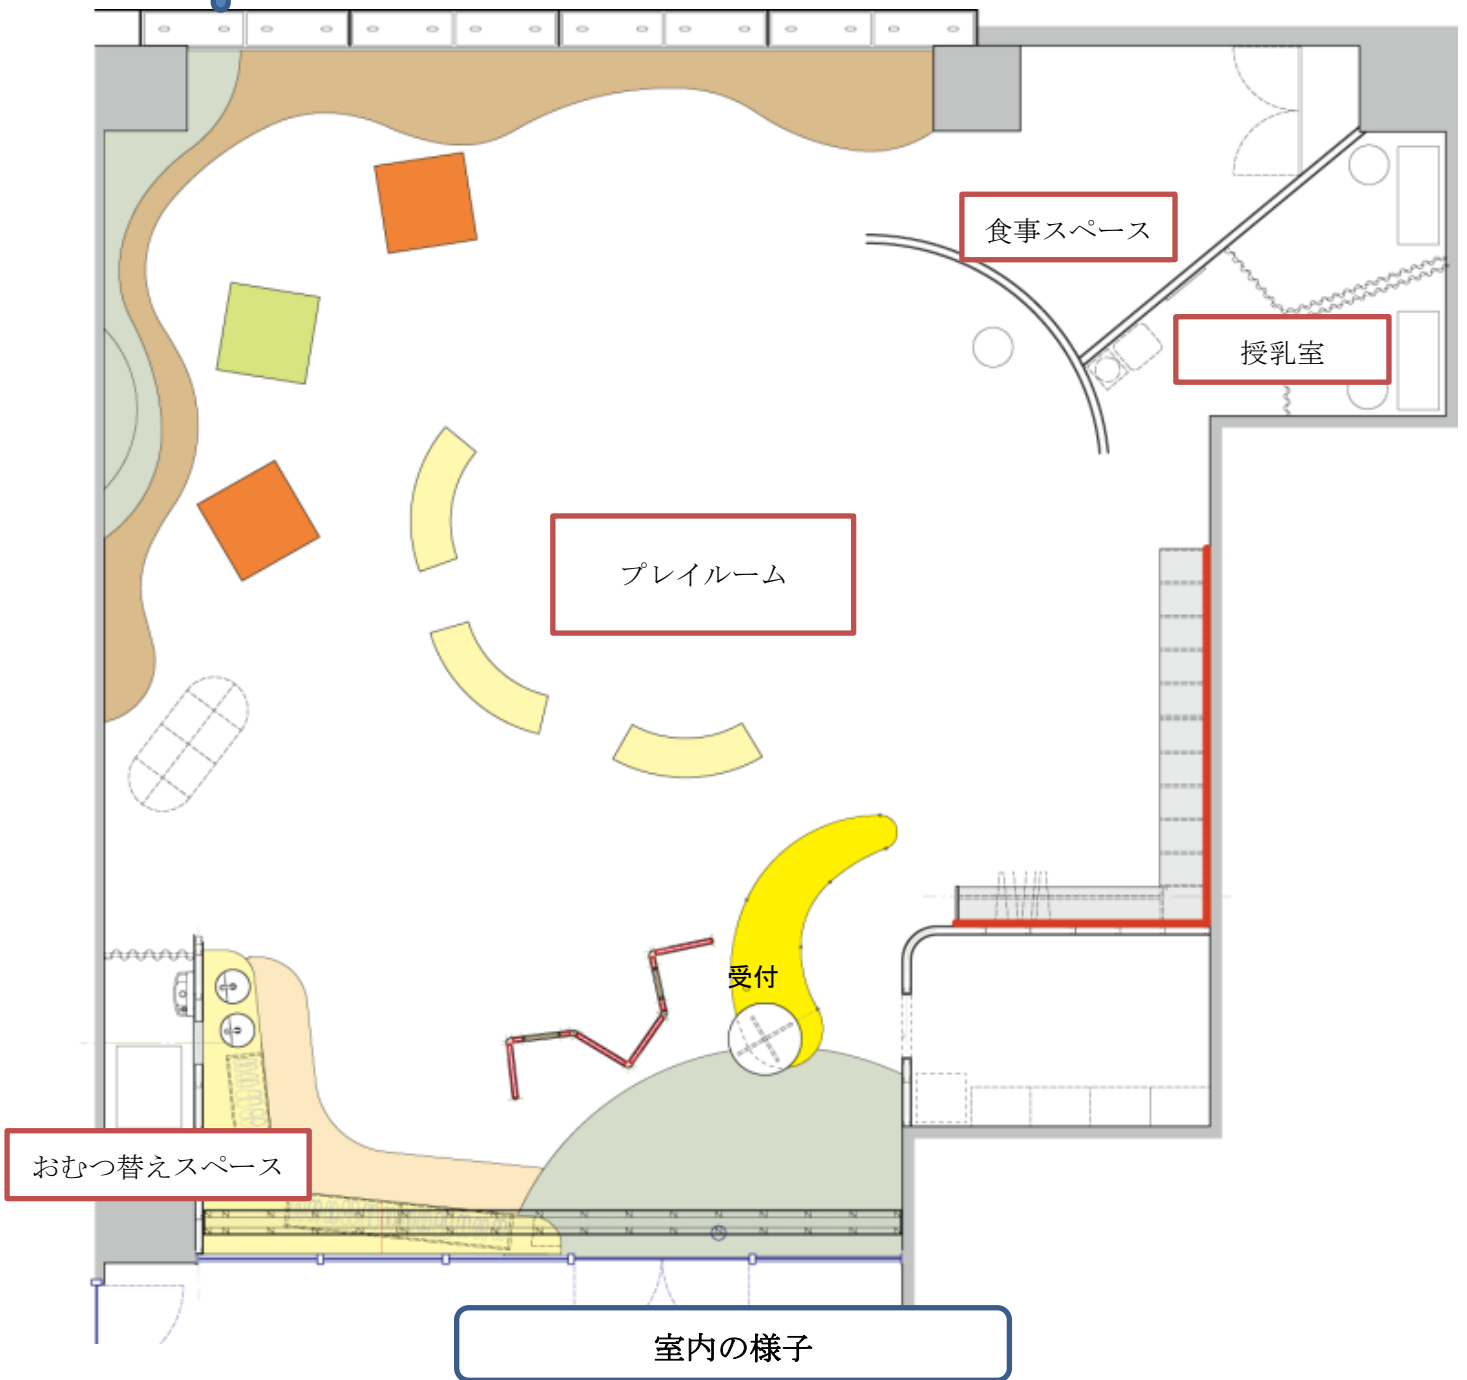 食事スペース
授乳室
プレイルーム
受付
おむつ替えスペース
室内の様子